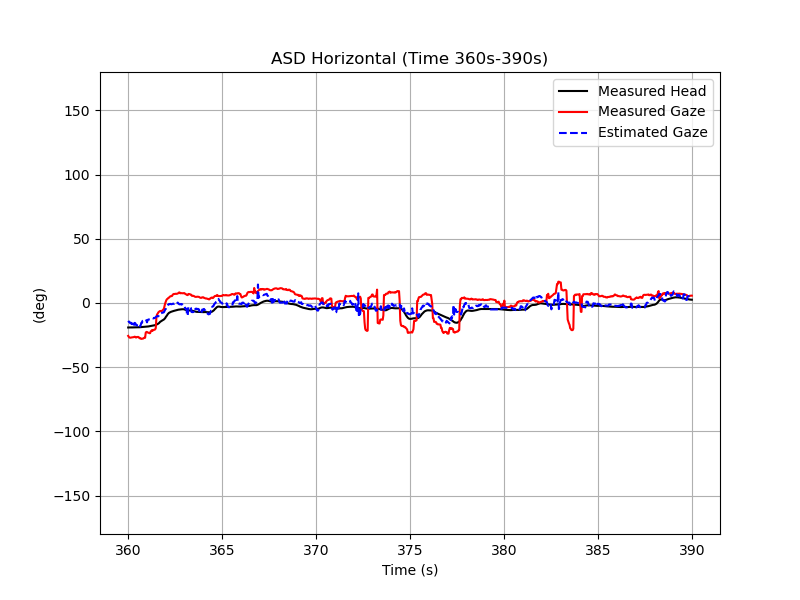 ASD Horizontal (Time 360s-390s)
Measured Head
Measured Gaze
Estimated Gaze
150
100
50
0
−50
−100
−150
(deg)
360 365 370 375 380 385 390
Time (s)